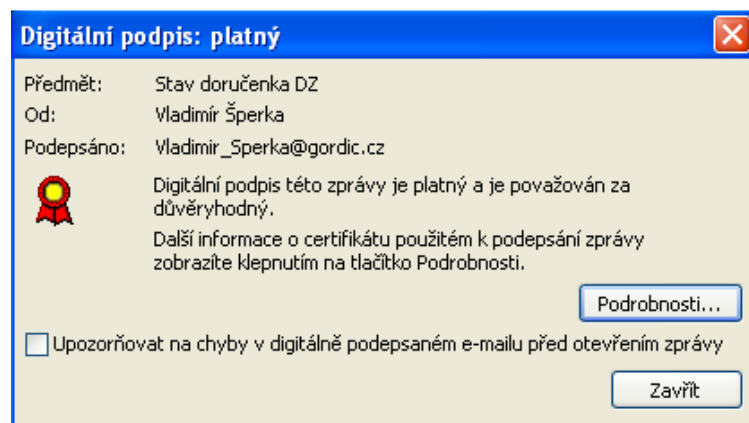 Digitální podpis: platný
Předmět: Stav doručenka DZ
Od: Vladimír Šperka
Podepsáno: Vladimir_Sperka@gordic.cz
Digitální podpis této zprávy je platný a je považován za
důvěryhodný.
Další informace o certifikátu použitém k podepsání zprávy
zobrazíte klepnutím na tlačítko Podrobnosti.
Podrobnosti...
Upozorňovat na chyby v digitálně podepsaném e-mailu před otevřením zprávy
Zavřít